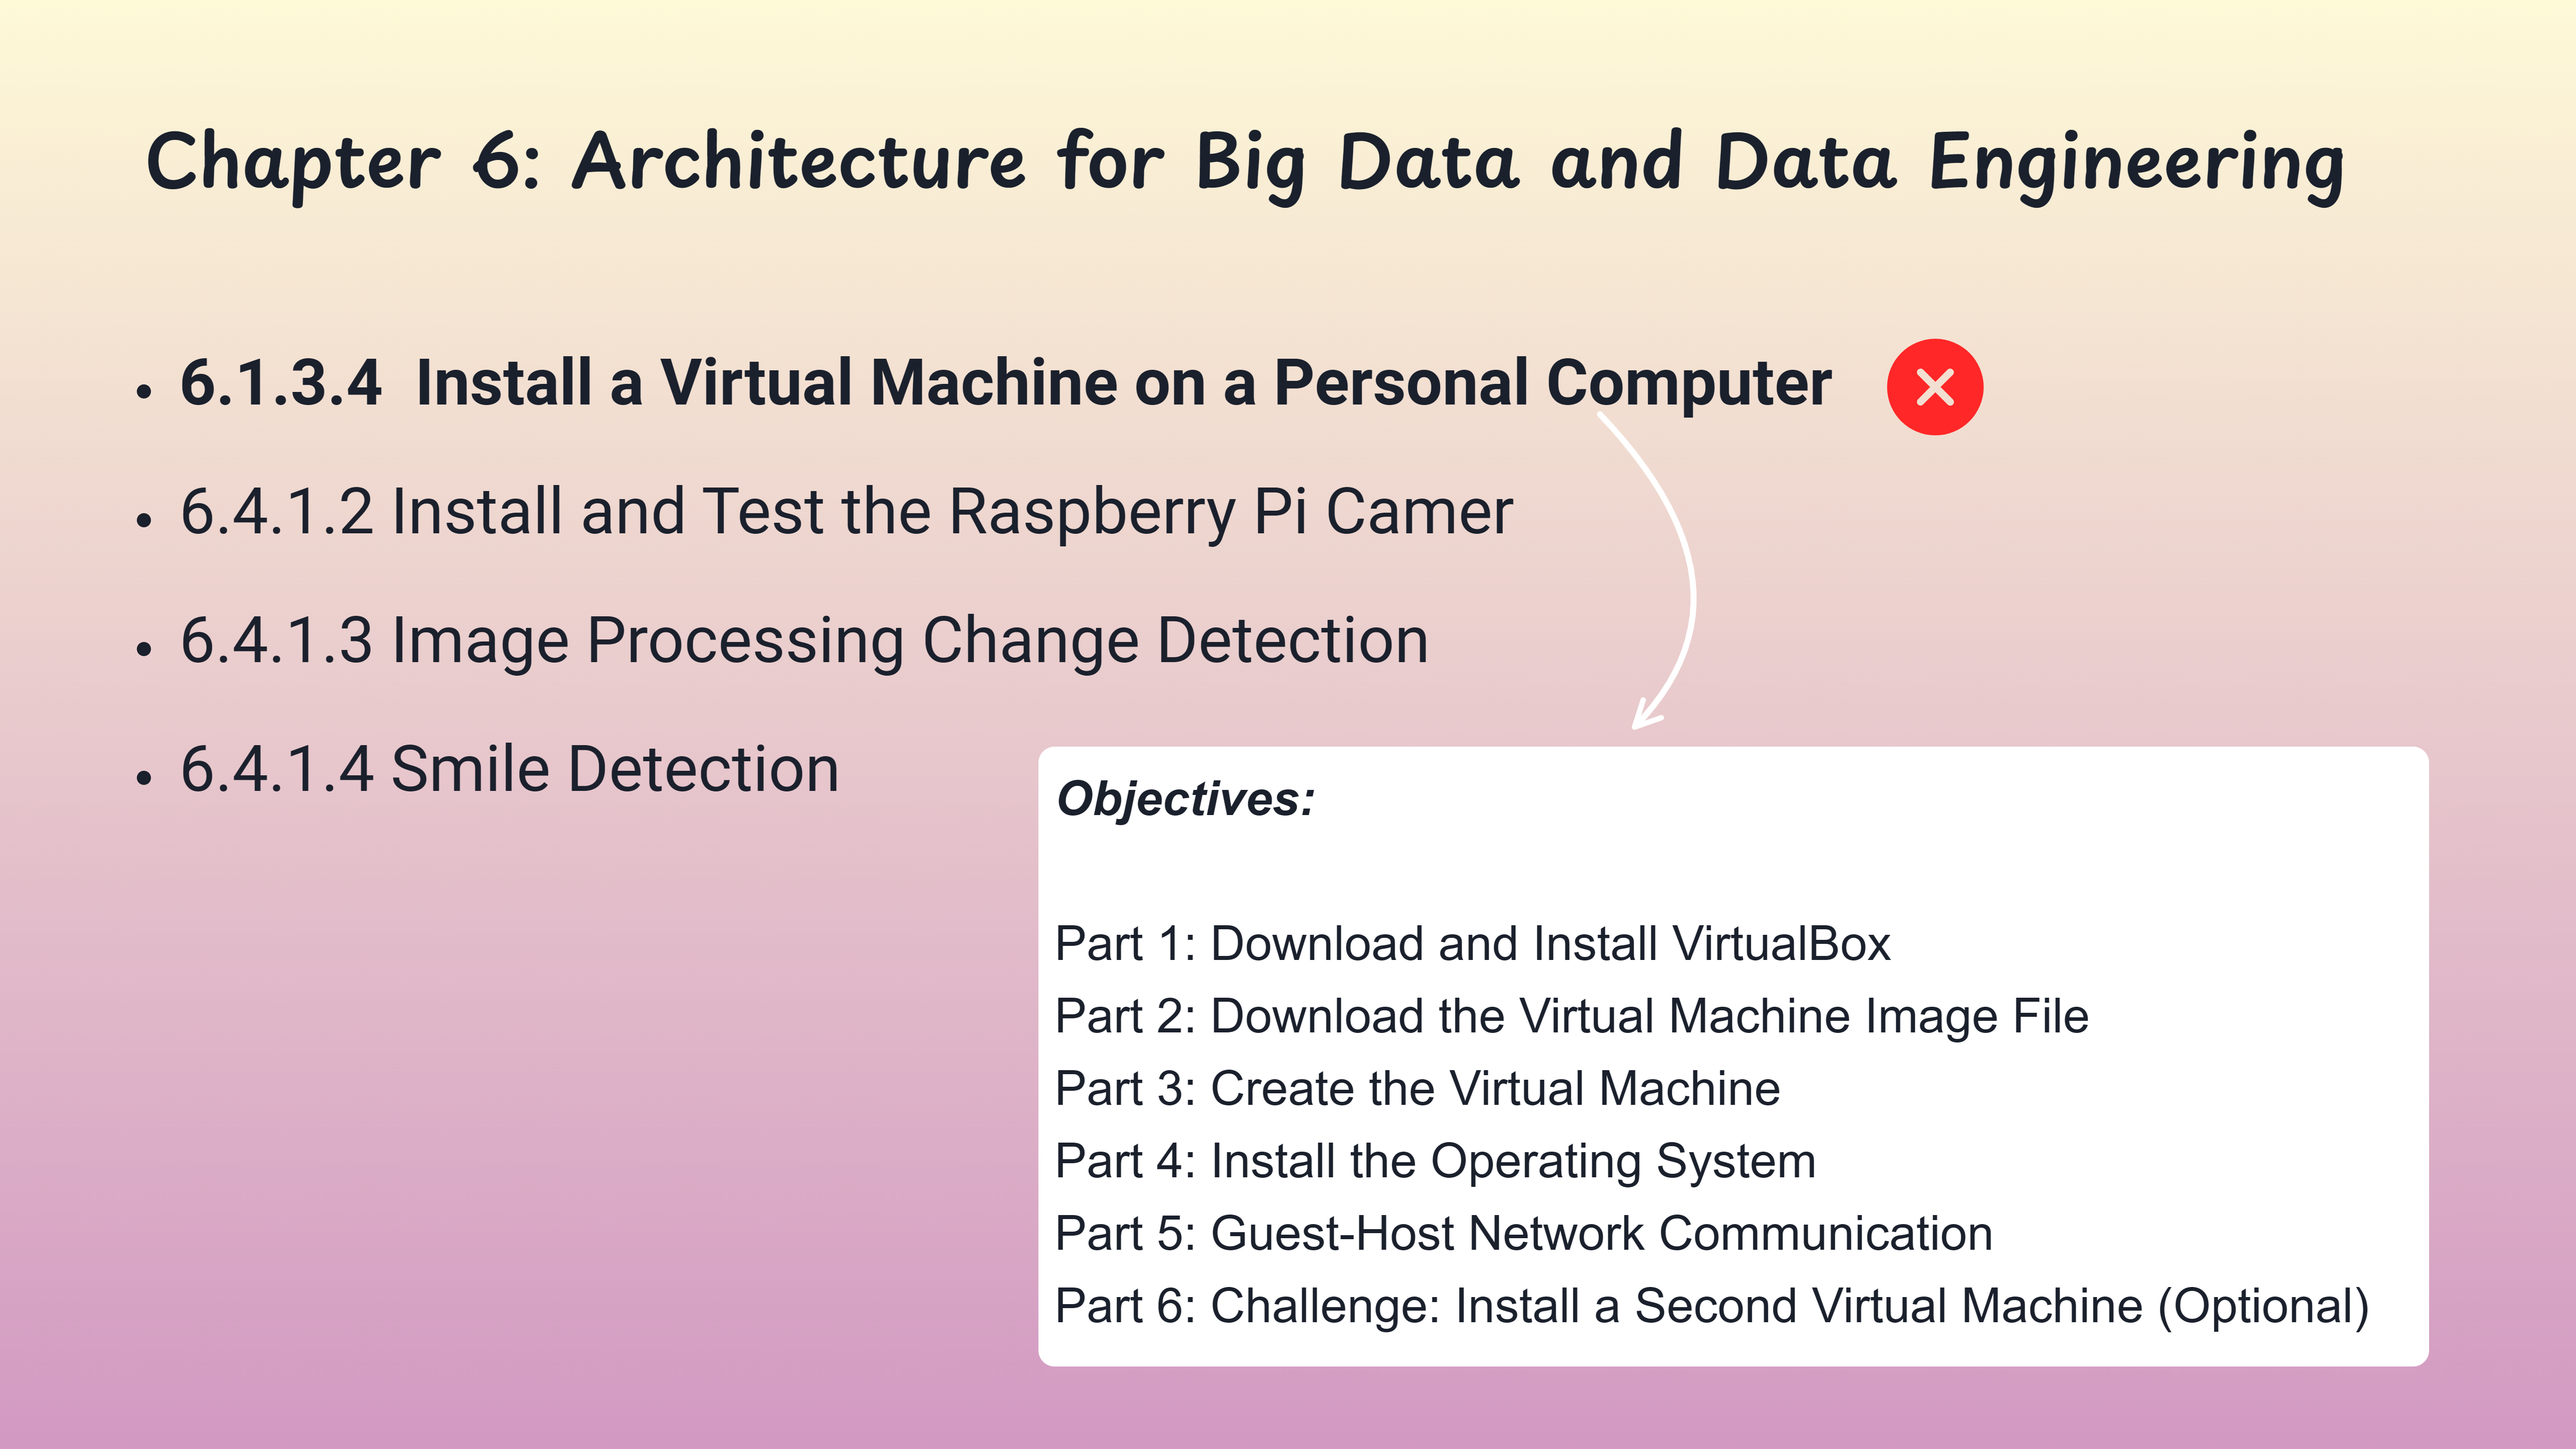 Chapter 6: Architecture for Big Data and Data Engineering
• 6.1.3.4 Install a Virtual Machine on a Personal Computer
• 6.4.1.2 Install and Test the Raspberry Pi Camer
• 6.4.1.3 Image Processing Change Detection
• 6.4.1.4 Smile Detection
Objectives:
Part 1: Download and Install VirtualBox
Part 2: Download the Virtual Machine Image File
Part 3: Create the Virtual Machine
Part 4: Install the Operating System
Part 5: Guest-Host Network Communication
Part 6: Challenge: Install a Second Virtual Machine (Optional)